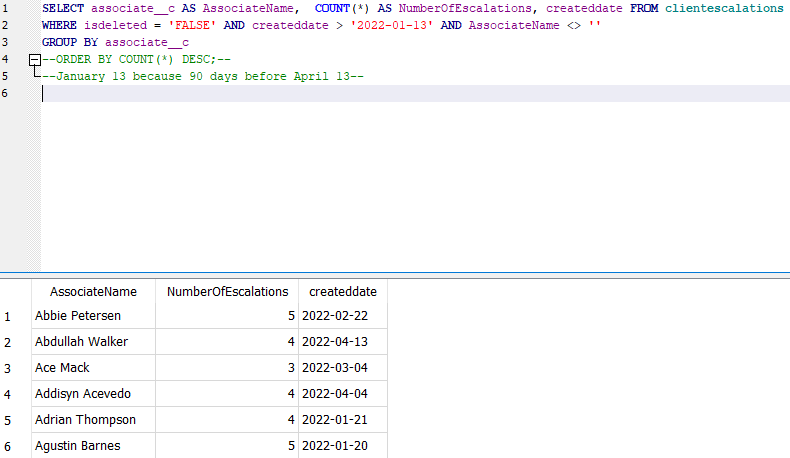 1 SELECT associate__c AS AssociateName,  COUNT(*) AS NumberOfEscalations, createddate FROM clientescalations
2 WHERE isdeleted = 'FALSE' AND createddate > '2022-01-13' AND AssociateName <> ''
3 GROUP BY associate__c
4 --ORDER BY COUNT(*) DESC;--
5 --January 13 because 90 days before April 13--
6
AssociateName NumberOfEscalations createddate
1 Abbie Petersen 5 2022-02-22
2 Abdullah Walker 4 2022-04-13
3 Ace Mack 3 2022-03-04
4 Addisyn Acevedo 4 2022-04-04
5 Adrian Thompson 4 2022-01-21
6 Agustin Barnes 5 2022-01-20